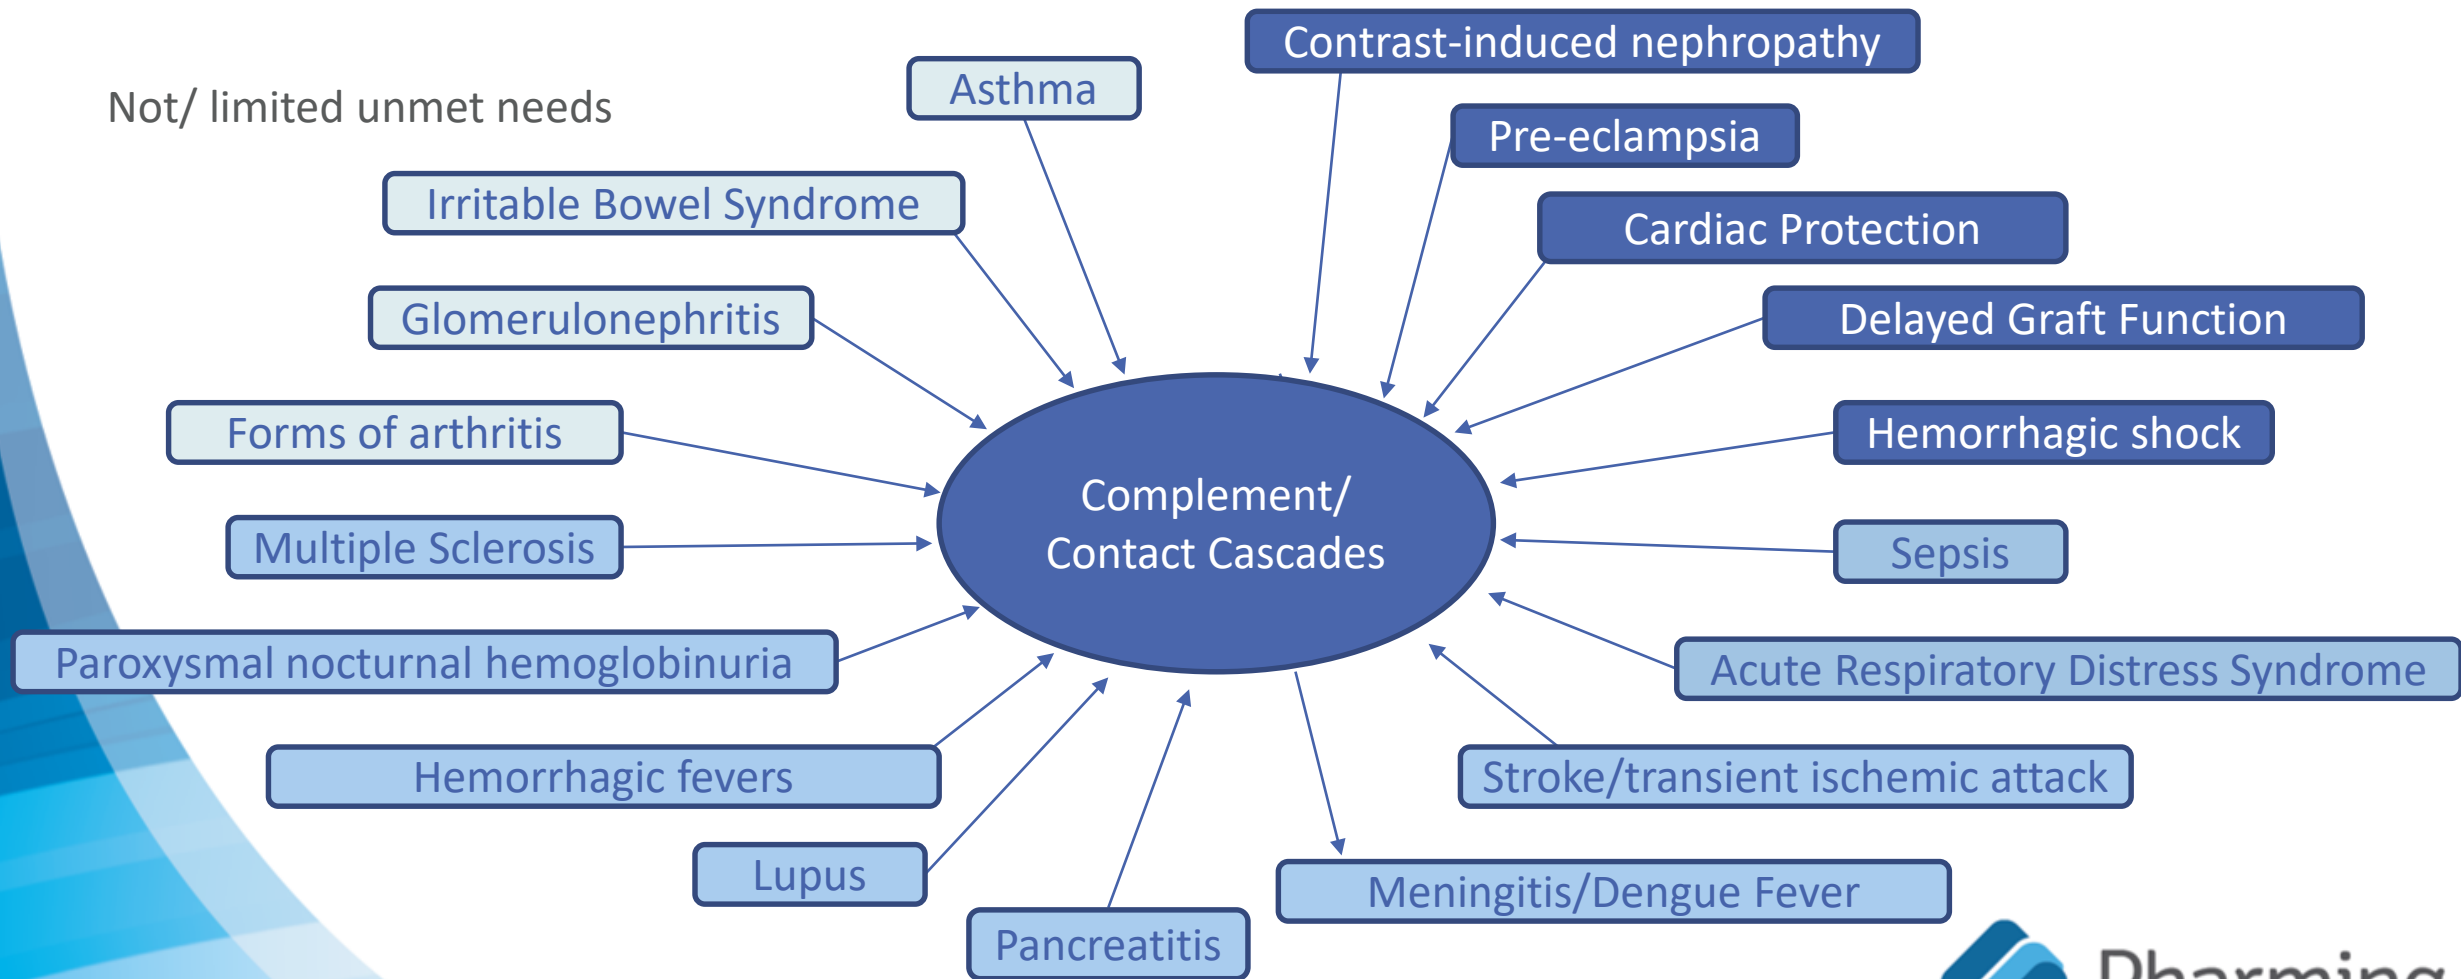 Contrast-induced nephropathy
Asthma
Not/ limited unmet needs
Pre-eclampsia
Irritable Bowel Syndrome
Cardiac Protection
Glomerulonephritis
Delayed Graft Function
Forms of arthritis
Hemorrhagic shock
Complement/
Contact Cascades
Multiple Sclerosis
Sepsis
Paroxysmal nocturnal hemoglobinuria
Acute Respiratory Distress Syndrome
Hemorrhagic fevers
Stroke/transient ischemic attack
Lupus
Meningitis/Dengue Fever
Pancreatitis
Pharming